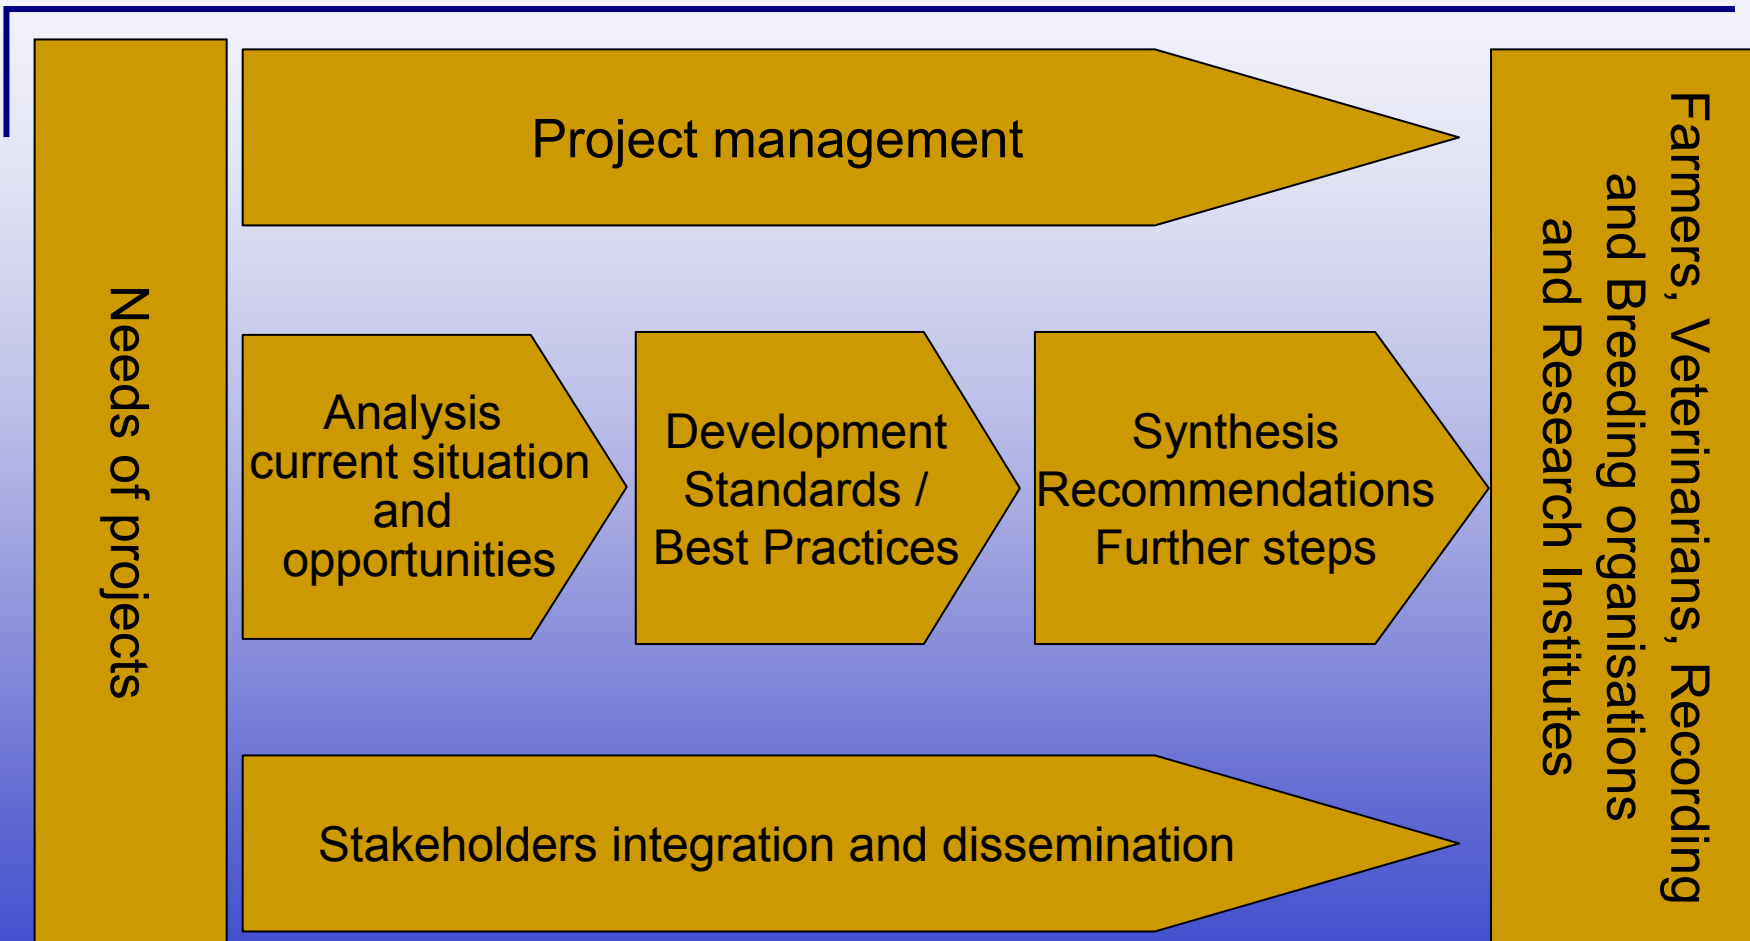 Needs of projects
Project management
Analysis
current situation
and
opportunities
Development
Standards /
Best Practices
Synthesis
Recommendations
Further steps
Stakeholders integration and dissemination
Farmers, Veterinarians, Recording
and Breeding organisations
and Research Institutes